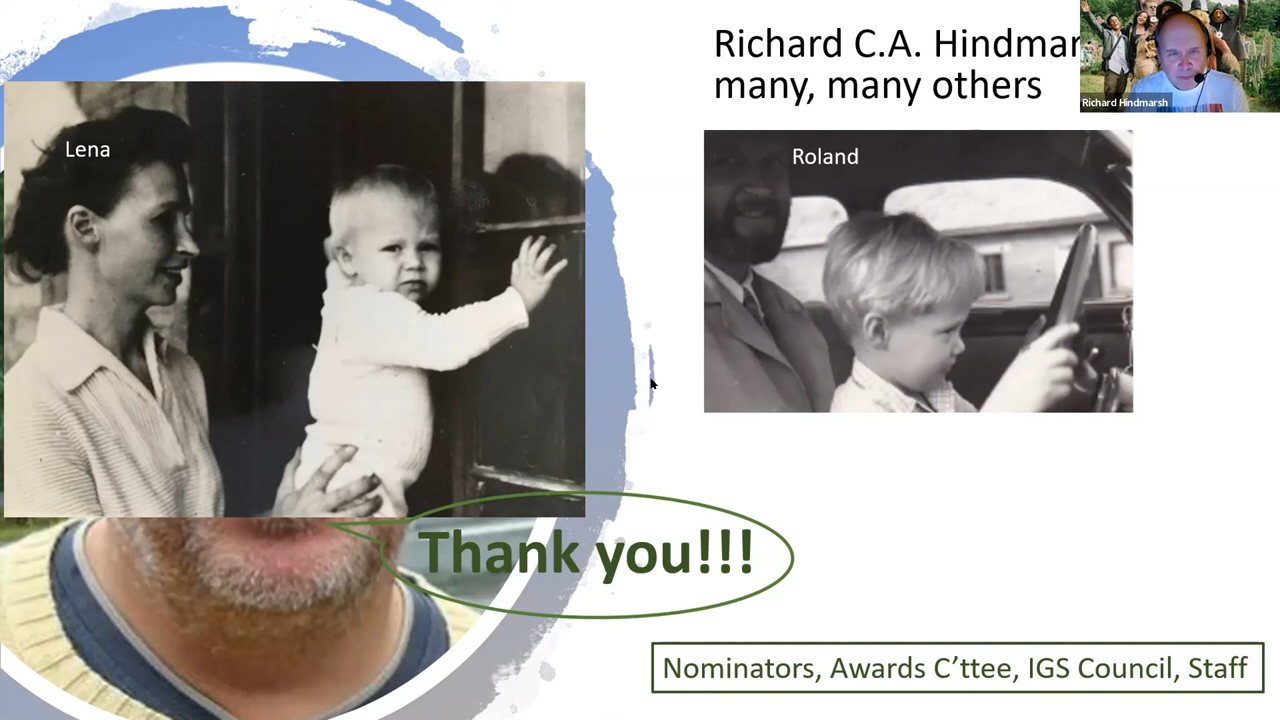 Richard C.A. Hindmar
many, many others
Richard Hindmarsh
Lena
Roland
Thank you!!!
Nominators, Awards C'ttee, IGS Council, Staff